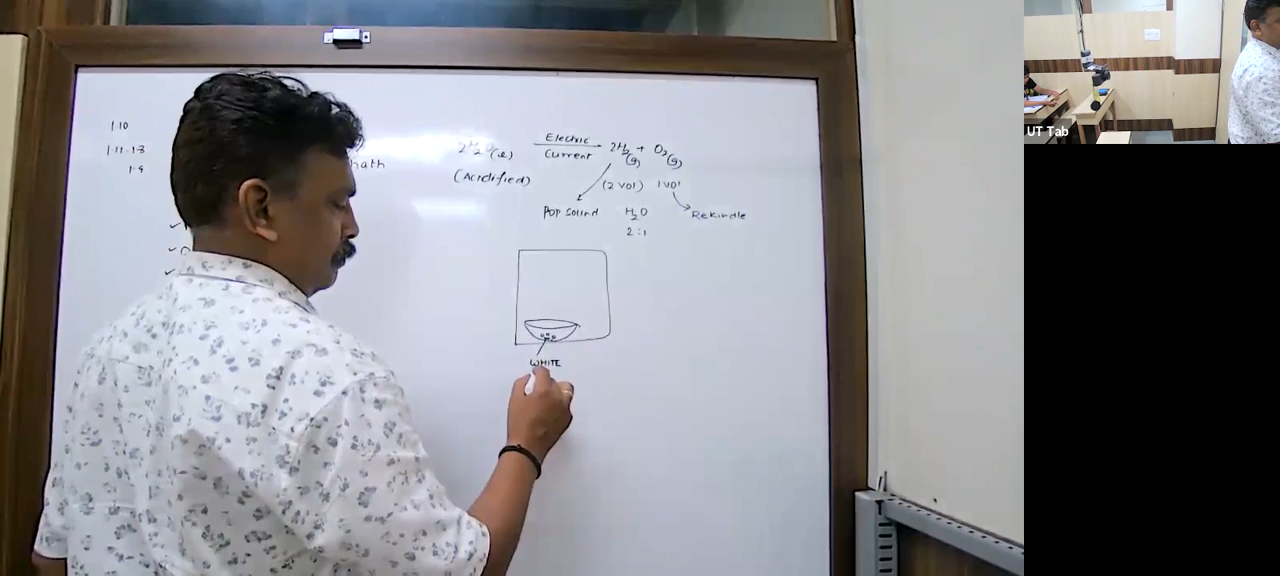 1.10
1.11-1.3
1.9
math
2H₂O(l) Electric Current 2H₂(g) + O₂(g)
(Acidified) (2 vol) 1 vol
Pop sound H₂O Rekindle
2:1
WHITE
UT Tab